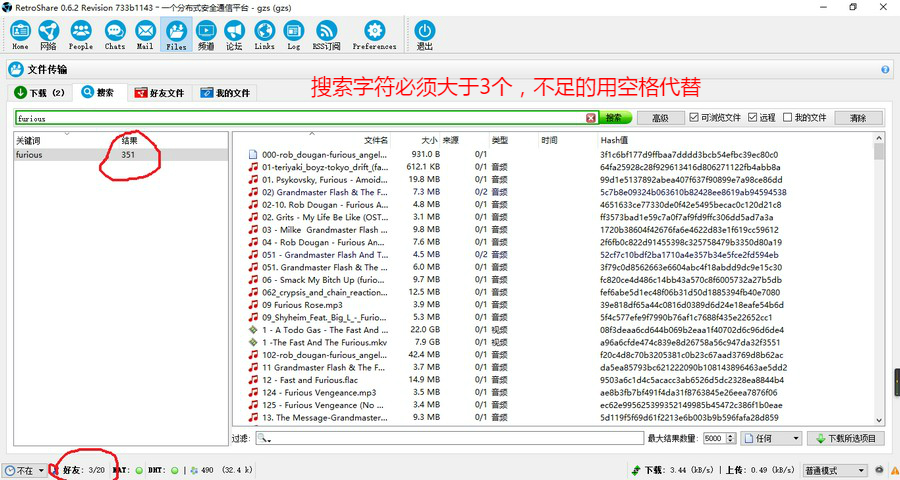 RetroShare 0.6.2 Revision 733b1143 - 一个分布式安全通信平台 - gzs (gzs)
Home 网络 People Chats Mail Files 频道 论坛 Links Log RSS订阅 Preferences 退出
文件传输
下载 (2) 搜索 好友文件 我的文件
搜索字符必须大于3个，不足的用空格代替
furious 搜索 高级 可浏览文件 远程 我的文件 清除
关键词 结果 文件名 大小 来源 类型 时间 Hash值
furious 351
000-rob_dougan-furious_angel... 931.0 B 0/1 3f1c6bf177d9ffbaa7dddd3bcb54efbc39ec80c0
01-teriyaki_boyz-tokyo_drift_(fa... 612.1 KB 0/1 音频 64fa25928c28f92961341 6d806271122fb4abb8a
01. Psykovsky, Furious - Amoid... 19.8 MB 0/1 音频 99d1e5137892abea407f637f90899e7a98ce86dd
02) Grandmaster Flash & The F... 7.3 MB 0/2 音频 5c7b8e09324b063610b82428ee8619ab94594538
02-10. Rob Dougan - Furious A... 4.8 MB 0/1 音频 4651633ce77330de0f42e5495becac0c120d21c8
02. Grits - My Life Be Like (OST... 3.1 MB 0/1 音频 ff3573bad1e59c7a0f7af9fd9ffc306dd5ad7a3a
03 - Milke Grandmaster Flash ... 9.8 MB 0/1 音频 1720b38604f42676fa6e4622d83e1f619cc59612
04 - Rob Dougan - Furious An... 7.6 MB 0/1 音频 2f6fb0c822d91455398c325758479b3350d80a19
051 - Grandmaster Flash And T... 4.5 MB 0/2 音频 52cf7c10bdf2ba1710a4e357b34e5fce2fd594eb
051. Grandmaster Flash & The ... 6.0 MB 0/1 音频 3f79c0d8562663e6604abc4f18abdd9dc9e15c30
06 - Smack My Bitch Up (furio... 9.7 MB 0/1 音频 fc820ce4d486c14bb43a570c8f6005732a27b5db
062_crypsis_and_chain_reaction... 12.5 MB 0/1 音频 fef6abe5d1ec48f06b31d50d1885394fb40e7080
09 Furious Rose.mp3 3.9 MB 0/1 音频 39e818df65a44c0816d0389d6d24e18eafe54b6d
09_Shyheim_Feat._Big_L_-_Furio... 5.3 MB 0/1 音频 5f4c577efe9f7990b76af1c7688f435e22652cc1
1 - A Todo Gas - The Fast And ... 22.0 GB 0/1 视频 08f3deaa6cd644b069b2eaa1f40702d6c96d6de4
1 -The Fast And The Furious.mkv 7.9 GB 0/1 视频 a96a6cfde474c839e8d26758a56c947da32f3551
102-rob_dougan-furious_angel... 42.4 MB 0/1 音频 f20c4d8c70b3205381c0b23c67aad3769d8b62ac
11 Grandmaster Flash & The F... 3.7 MB 0/1 音频 da5ea85793bc621222090b108143896463ae5dd2
12 - Fast and Furious.flac 14.9 MB 0/1 音频 9503a6c1d4c5acacc3ab6526d5dc2328ea8844b4
124 - Furious Vengeance.mp3 3.5 MB 0/1 音频 ae8b3fb7bf491f4da31f8763845e26eea7876f06
125 - Furious Vengeance (No ... 3.4 MB 0/1 音频 ec62e995625399352149985b45472c386f1b0eae
13. The Message-Grandmaster... 9.3 MB 0/1 音频 5d119f5f69d61f2213e6b003b9b596fafa28d859
过滤: 最大结果数量: 5000 任何 下载所选项目
不在 好友: 3/20 NAT: DHT: 490 (32.4 k) 下载: 3.44 (kB/s) | 上传: 0.49 (kB/s) 普通模式